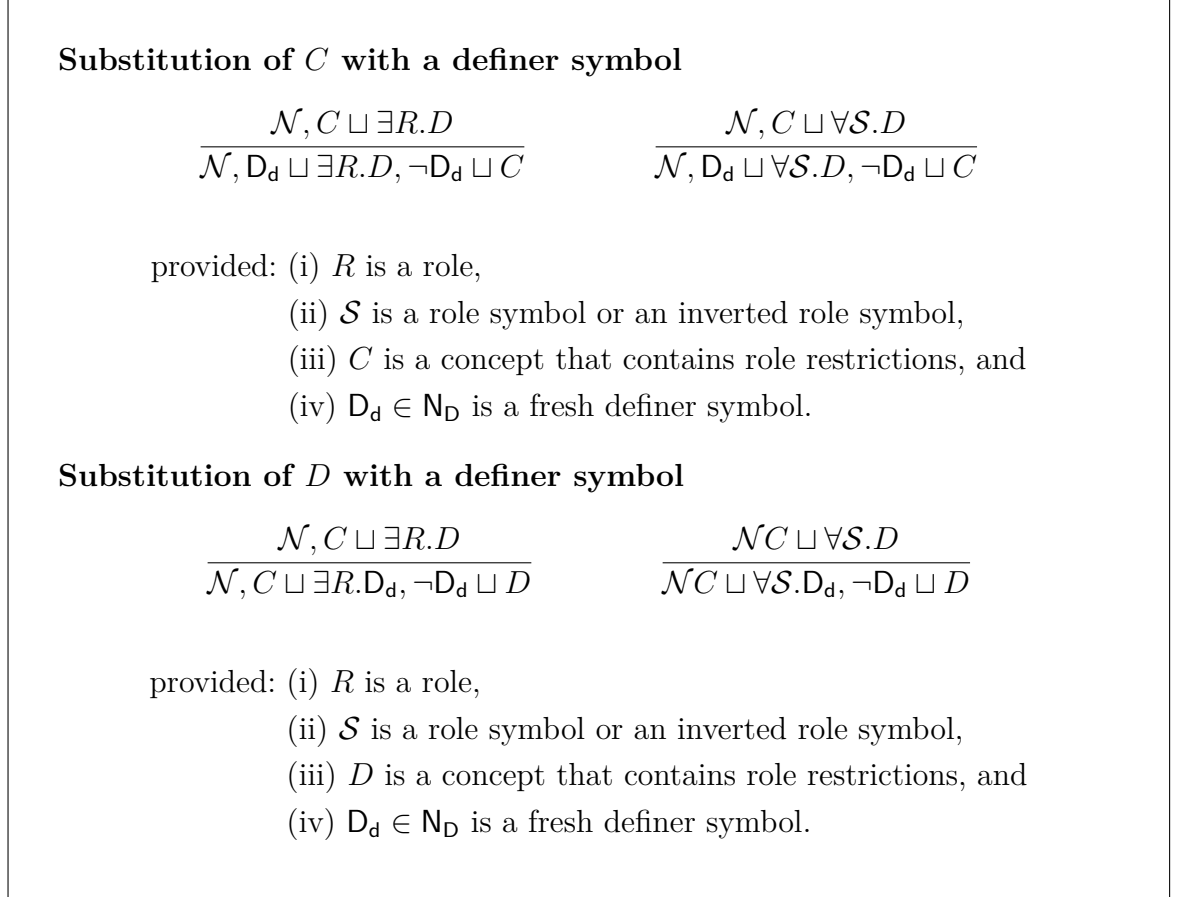 Substitution of C with a definer symbol
𝒩, C ⊔ ∃R.D 𝒩, C ⊔ ∀𝒮.D
𝒩, D_d ⊔ ∃R.D, ¬D_d ⊔ C 𝒩, D_d ⊔ ∀𝒮.D, ¬D_d ⊔ C
provided: (i) R is a role,
(ii) 𝒮 is a role symbol or an inverted role symbol,
(iii) C is a concept that contains role restrictions, and
(iv) D_d ∈ N_D is a fresh definer symbol.
Substitution of D with a definer symbol
𝒩, C ⊔ ∃R.D 𝒩C ⊔ ∀𝒮.D
𝒩, C ⊔ ∃R.D_d, ¬D_d ⊔ D 𝒩C ⊔ ∀𝒮.D_d, ¬D_d ⊔ D
provided: (i) R is a role,
(ii) 𝒮 is a role symbol or an inverted role symbol,
(iii) D is a concept that contains role restrictions, and
(iv) D_d ∈ N_D is a fresh definer symbol.